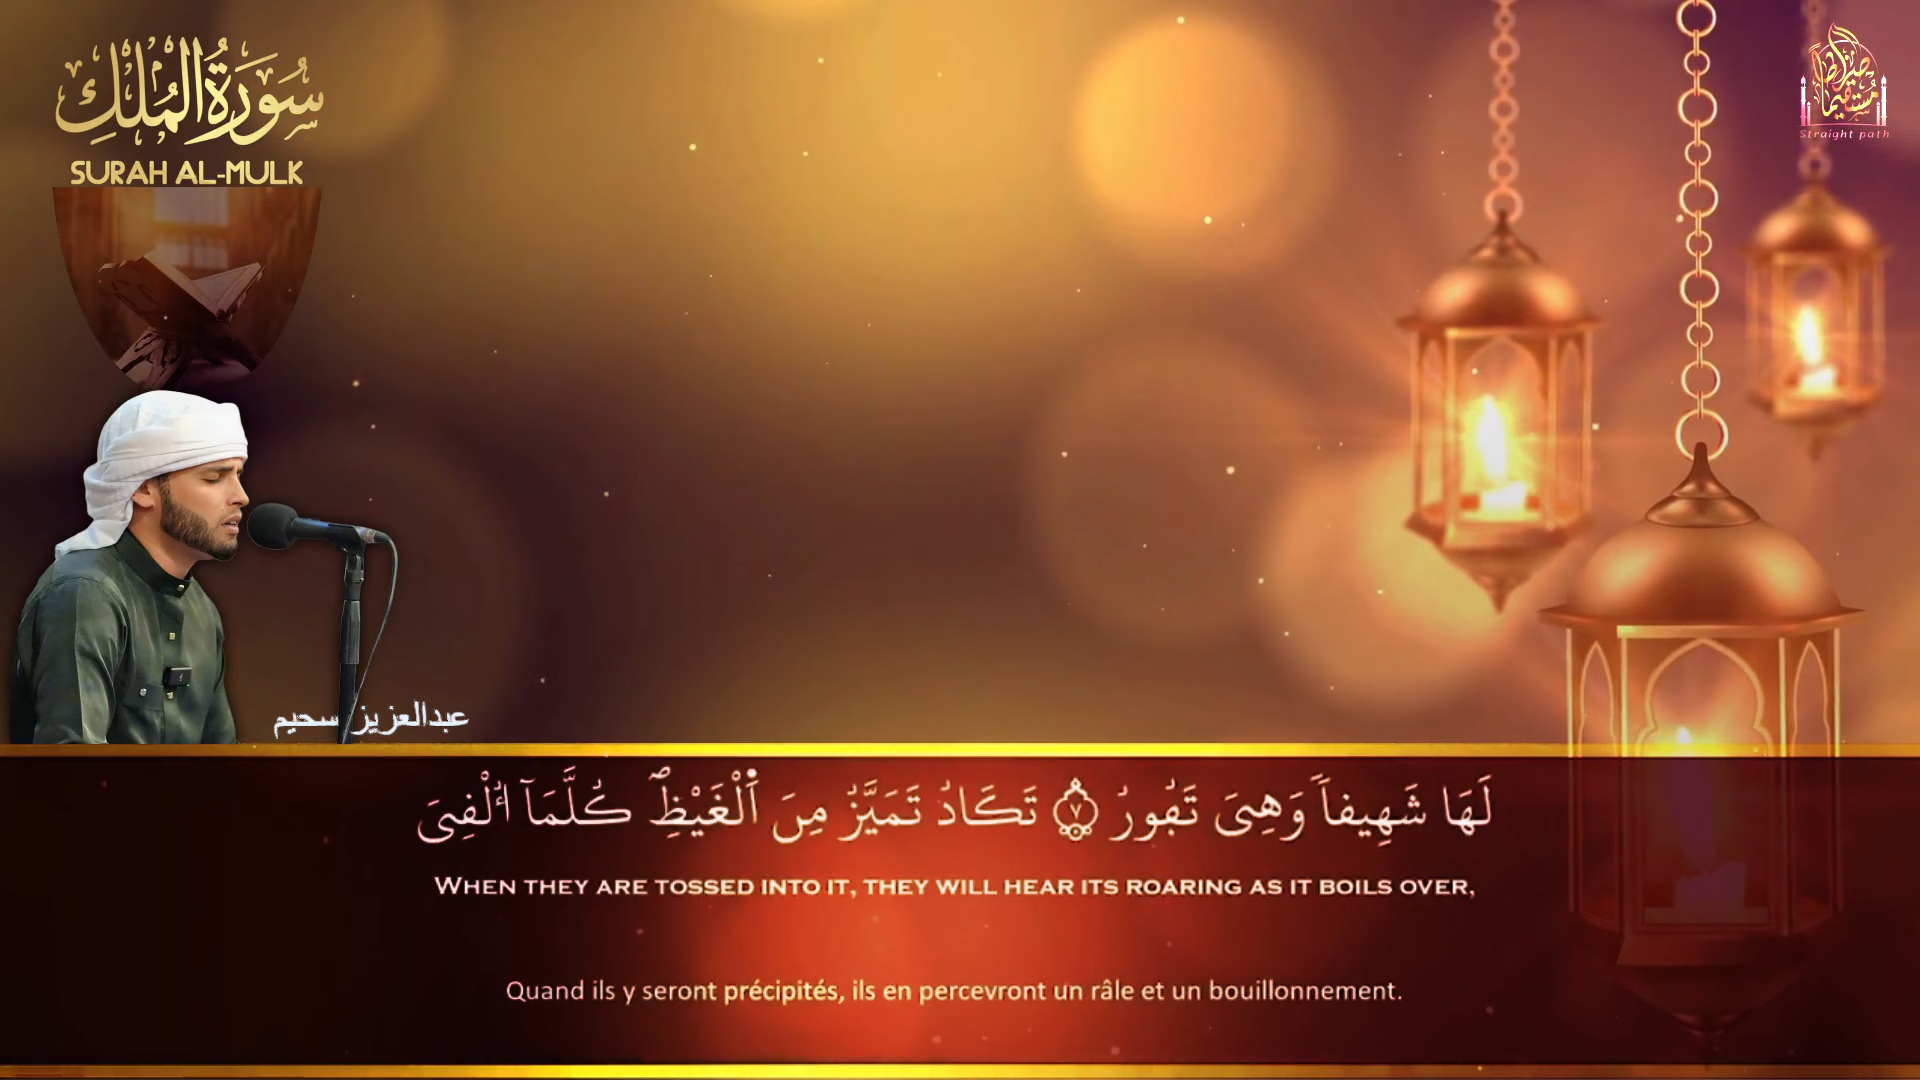 سُورَةُ المُلْكِ
SURAH AL-MULK
صِرَاطًا مُسْتَقِيمًا
Straight path
عبدالعزيز سحيم
لَهَا شَهِيقاً وَهِىَ تَفُورُ ٧ تَكَادُ تَمَيَّزُ مِنَ اَ۬لْغَيْظِۖ كُلَّمَآ أُلْقِىَ
WHEN THEY ARE TOSSED INTO IT, THEY WILL HEAR ITS ROARING AS IT BOILS OVER,
Quand ils y seront précipités, ils en percevront un râle et un bouillonnement.